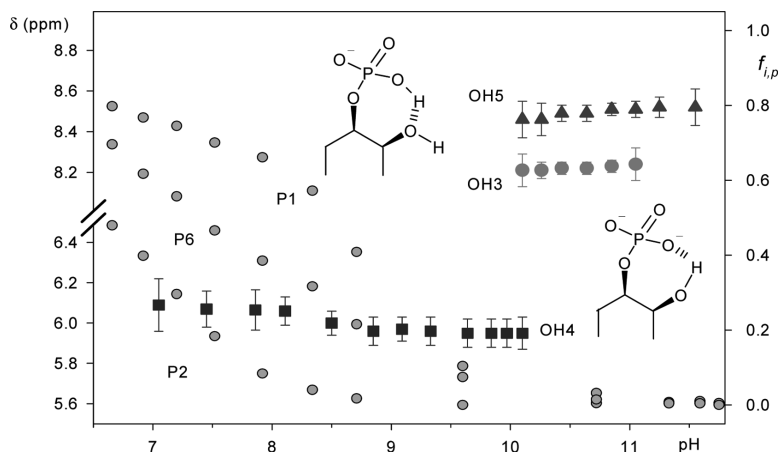 δ (ppm)
8.8
8.6
8.4
8.2
6.4
6.2
6.0
5.8
5.6
1.0
f i,p
0.8
0.6
0.4
0.2
0.0
7
8
9
10
11
pH
P1
P6
P2
OH5
OH3
OH4
O
O−
P
O
H
O
O
H
O
O−
P
O−
O
H
O